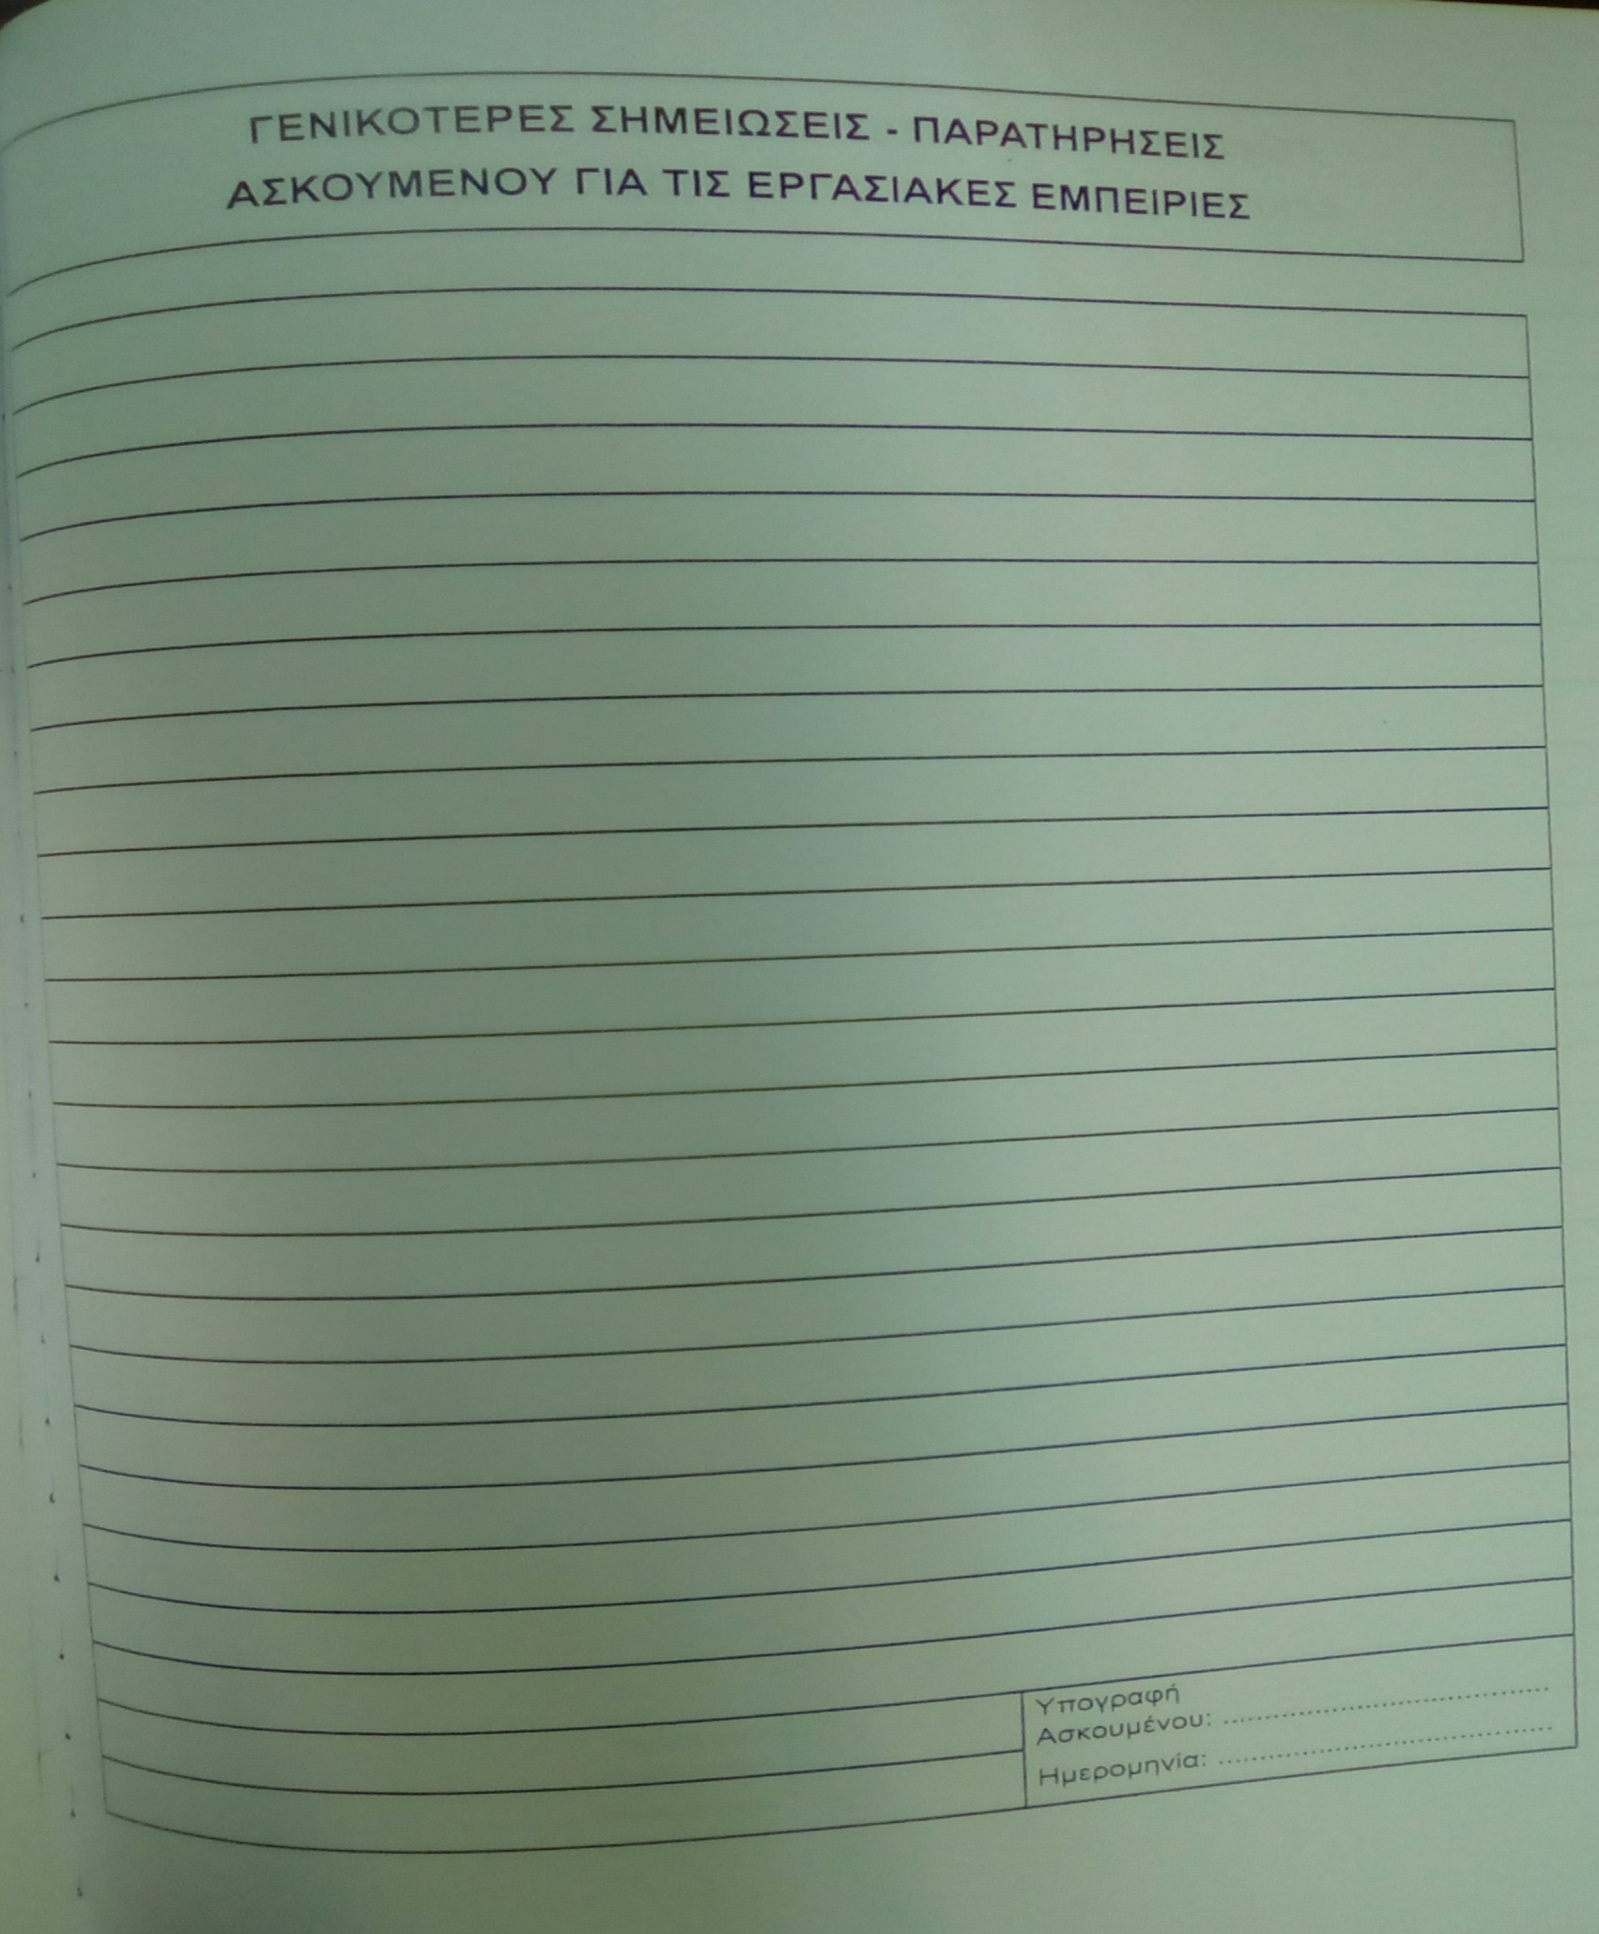 ΓΕΝΙΚΟΤΕΡΕΣ ΣΗΜΕΙΩΣΕΙΣ - ΠΑΡΑΤΗΡΗΣΕΙΣ
ΑΣΚΟΥΜΕΝΟΥ ΓΙΑ ΤΙΣ ΕΡΓΑΣΙΑΚΕΣ ΕΜΠΕΙΡΙΕΣ
Υπογραφή
Ασκουμένου: ........................................
Ημερομηνία: ........................................